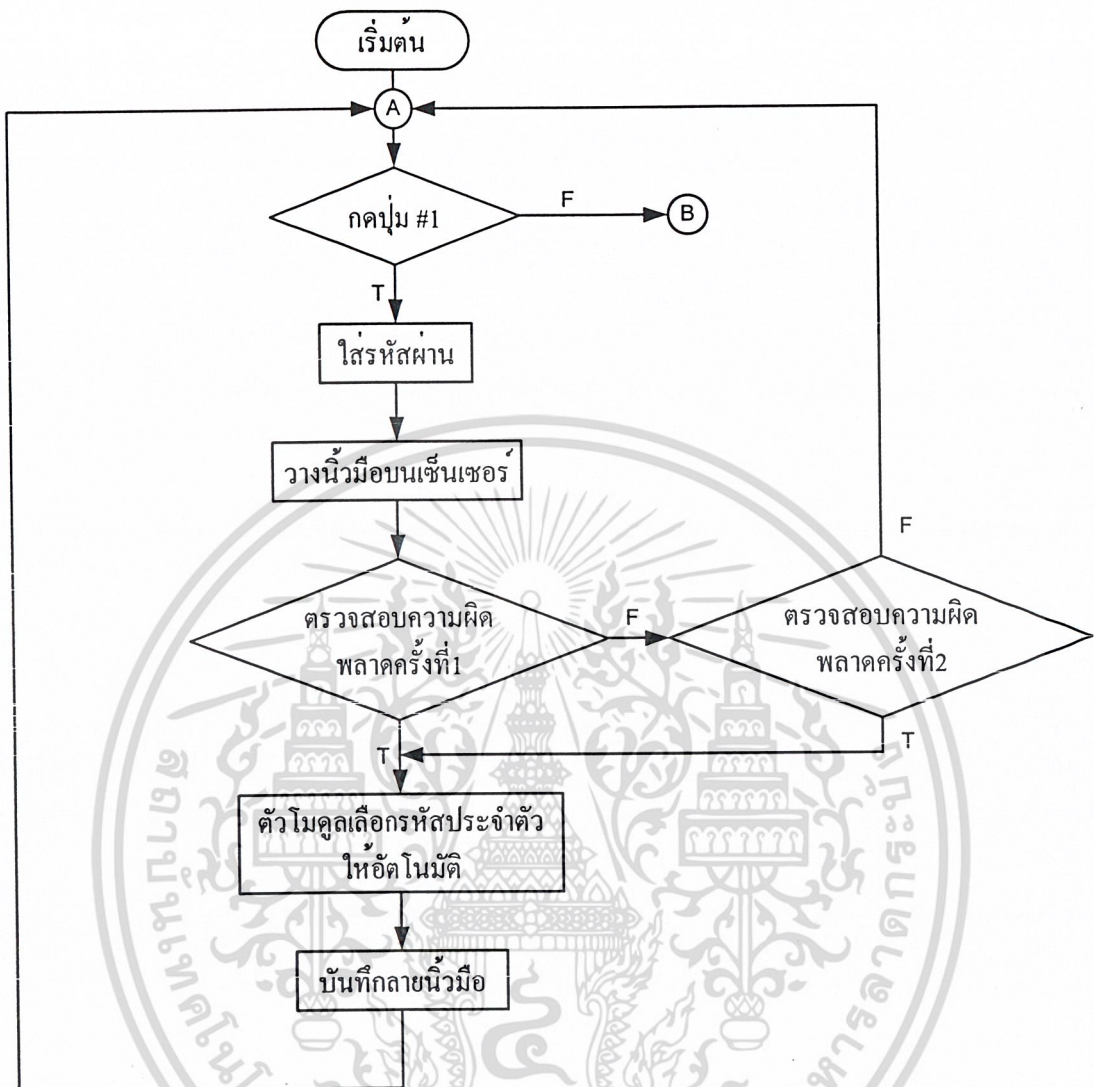 เริ่มต้น
A
กดปุ่ม #1
F
B
T
ใส่รหัสผ่าน
วางนิ้วมือบนเซ็นเซอร์
F
ตรวจสอบความผิด
พลาดครั้งที่1
F
ตรวจสอบความผิด
พลาดครั้งที่2
T
T
ตัวโมดูลเลือกรหัสประจำตัว
ให้อัตโนมัติ
บันทึกลายนิ้วมือ